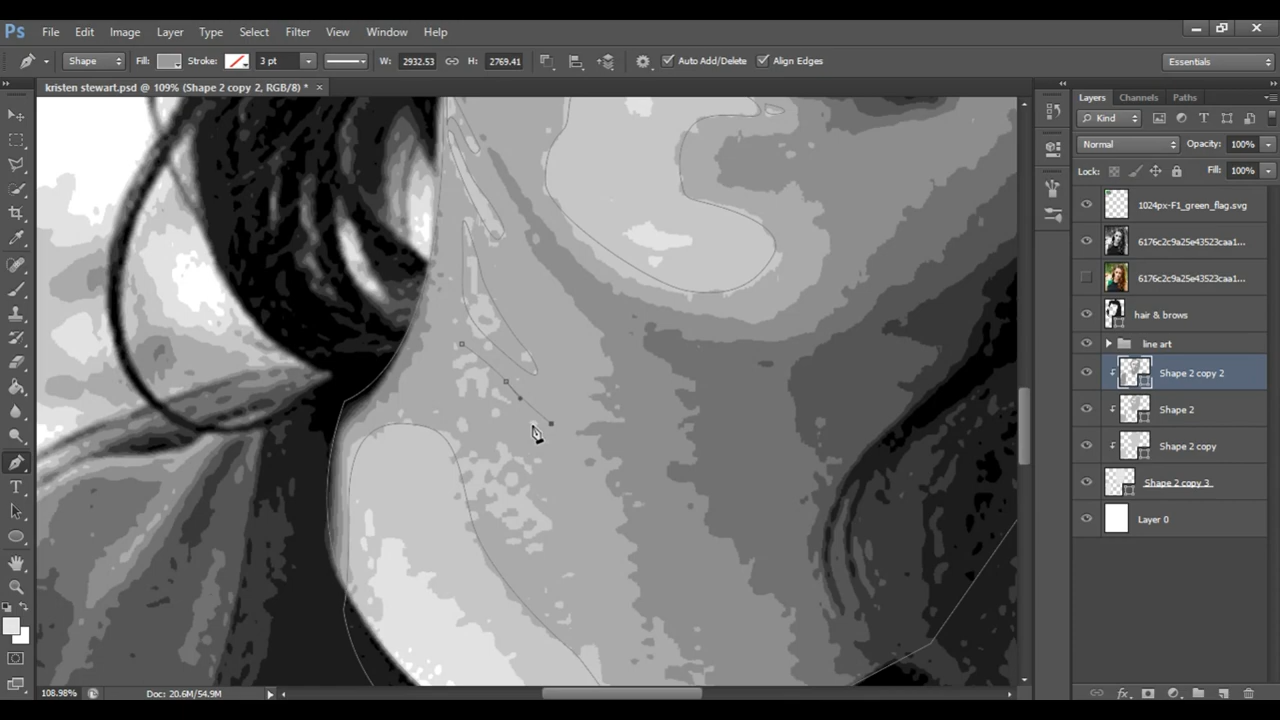 Ps File Edit Image Layer Type Select Filter View Window Help
Shape Fill: Stroke: 3 pt W: 2932.53 H: 2769.41 Auto Add/Delete Align Edges Essentials
kristen stewart.psd @ 109% (Shape 2 copy 2, RGB/8) *
Layers Channels Paths
Kind
Normal Opacity: 100%
Lock: Fill: 100%
1024px-F1_green_flag.svg
6176c2c9a25e43523caa1...
6176c2c9a25e43523caa1...
hair & brows
line art
Shape 2 copy 2
Shape 2
Shape 2 copy
Shape 2 copy 3
Layer 0
T
108.98% Doc: 20.6M/54.9M
fx